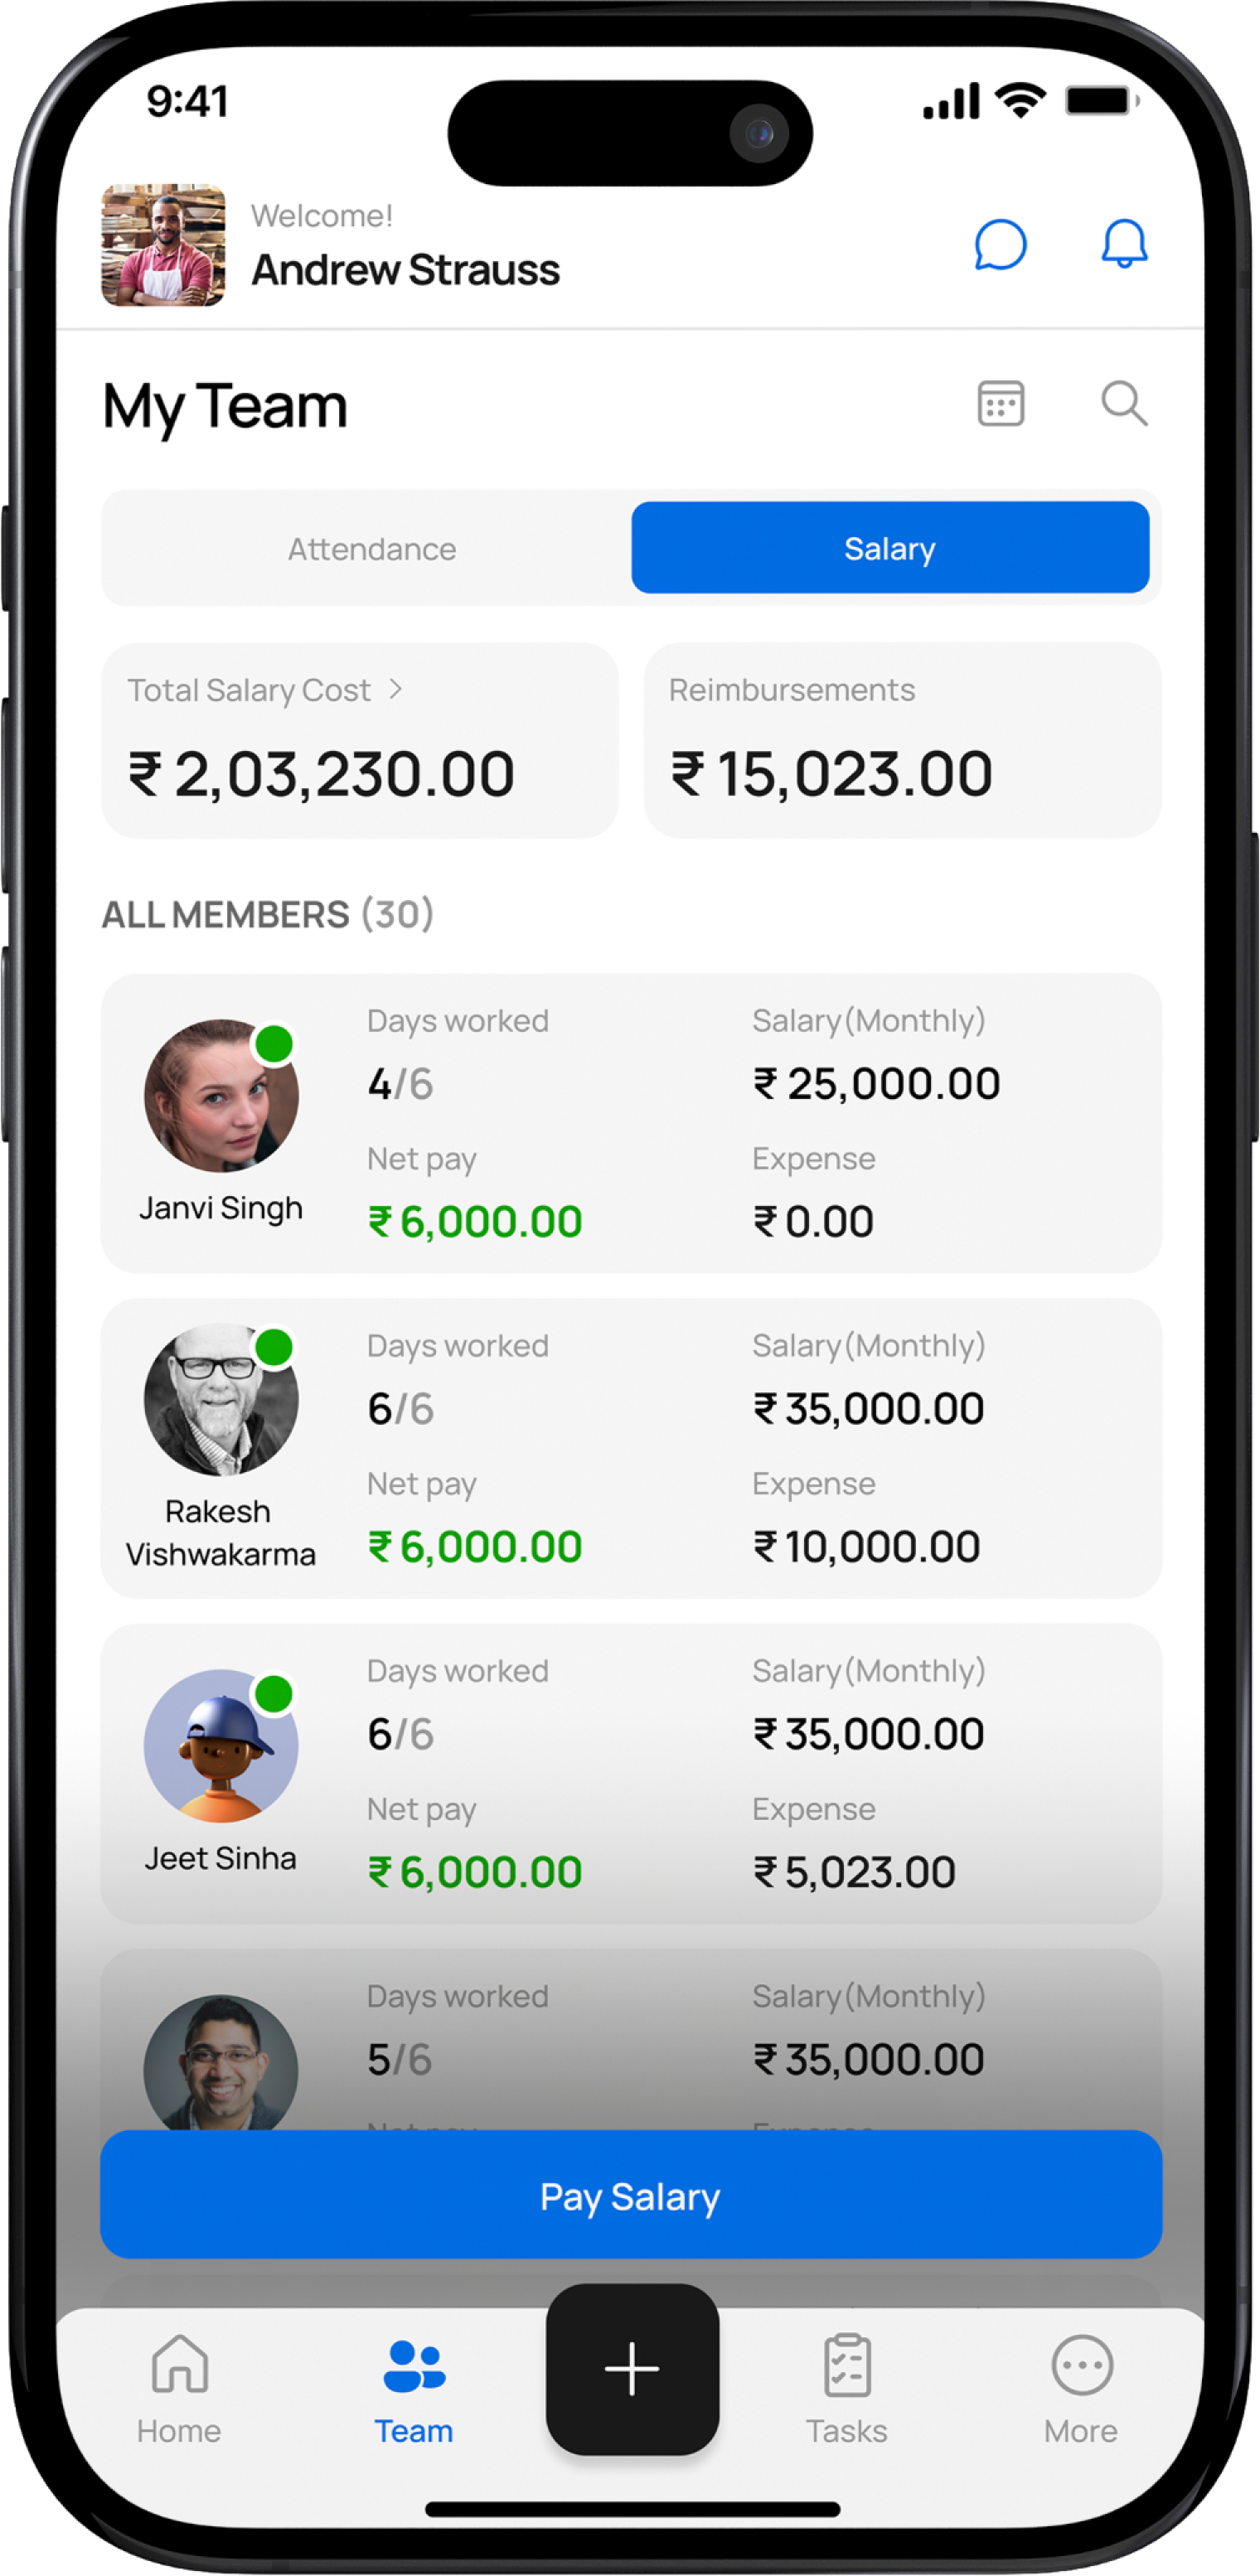 9:41
Welcome!
Andrew Strauss
My Team
Attendance
Salary
Total Salary Cost >
Reimbursements
₹ 2,03,230.00
₹ 15,023.00
ALL MEMBERS (30)
Days worked
Salary(Monthly)
4/6
₹ 25,000.00
Net pay
Expense
₹ 6,000.00
₹ 0.00
Janvi Singh
Days worked
Salary(Monthly)
6/6
₹ 35,000.00
Net pay
Expense
₹ 6,000.00
₹ 10,000.00
Rakesh
Vishwakarma
Days worked
Salary(Monthly)
6/6
₹ 35,000.00
Net pay
Expense
₹ 6,000.00
₹ 5,023.00
Jeet Sinha
Days worked
Salary(Monthly)
5/6
₹ 35,000.00
Net pay
Expense
Pay Salary
Home
Team
Tasks
More